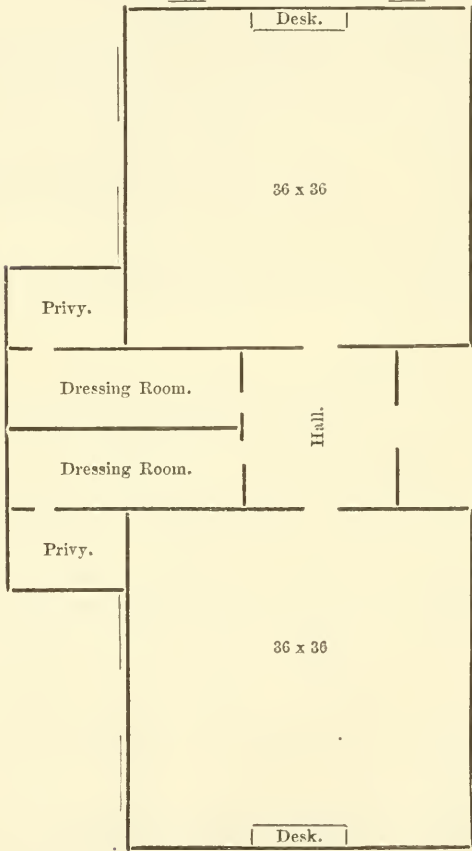 Desk.
36 x 36
Privy.
Dressing Room.
Hall.
Dressing Room.
Privy.
36 x 36
Desk.